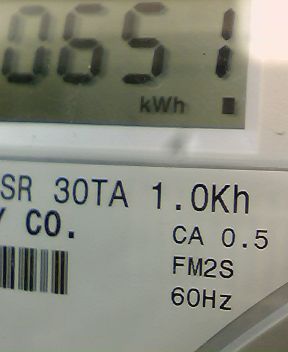 0651
kWh
SR 30TA 1.0Kh
Y CO.
CA 0.5
FM2S
60Hz